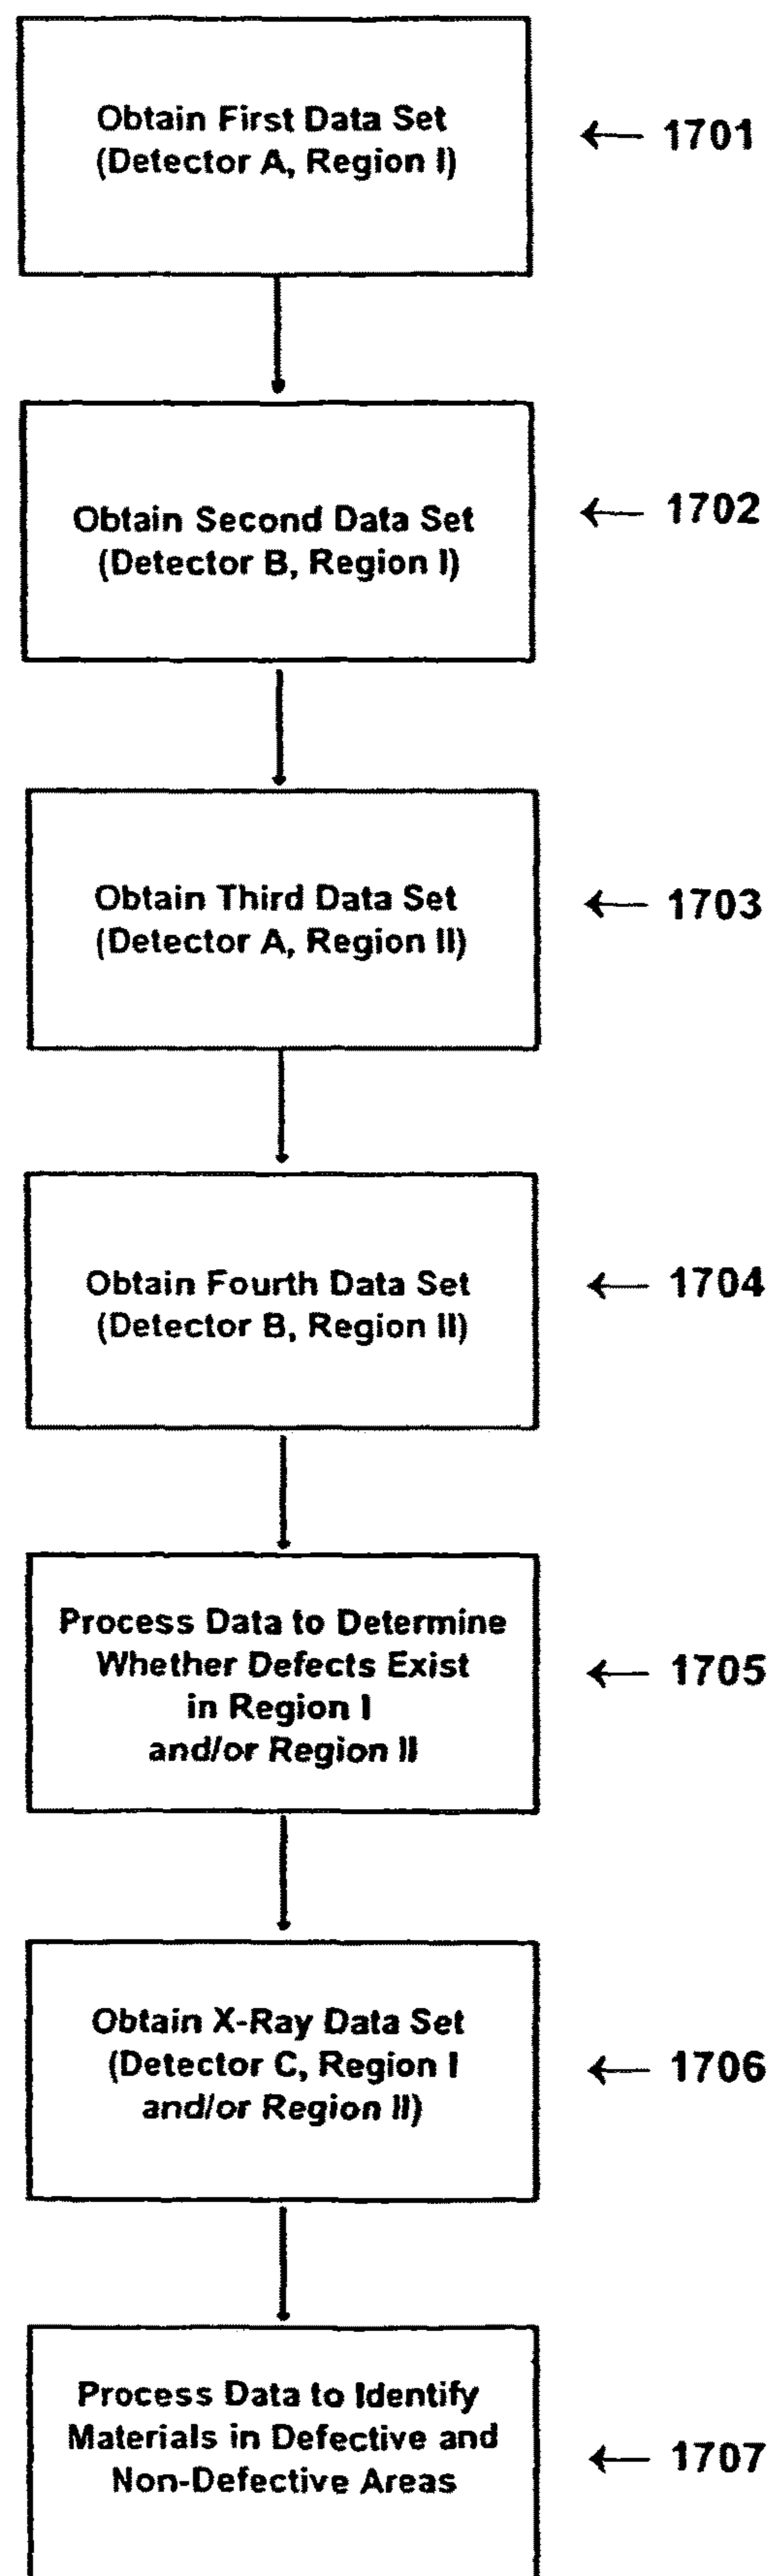 Obtain First Data Set
(Detector A, Region I)
← 1701
Obtain Second Data Set
(Detector B, Region I)
← 1702
Obtain Third Data Set
(Detector A, Region II)
← 1703
Obtain Fourth Data Set
(Detector B, Region II)
← 1704
Process Data to Determine
Whether Defects Exist
in Region I
and/or Region II
← 1705
Obtain X-Ray Data Set
(Detector C, Region I
and/or Region II)
← 1706
Process Data to Identify
Materials in Defective and
Non-Defective Areas
← 1707